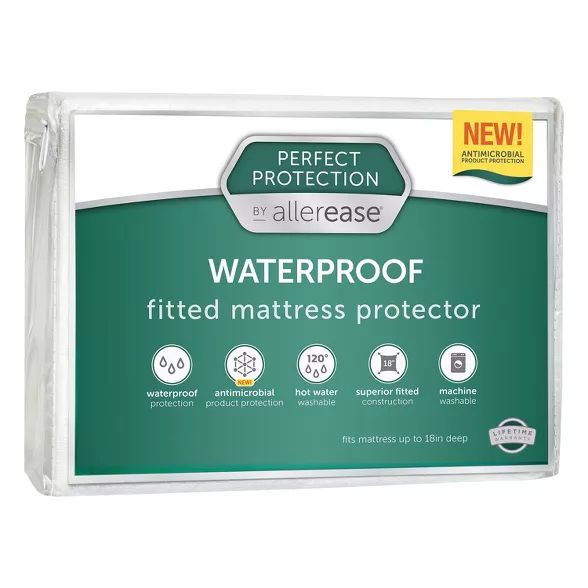 NEW!
ANTIMICROBIAL
PRODUCT PROTECTION
PERFECT
PROTECTION
BY allerease®
WATERPROOF
fitted mattress protector
waterproof
protection
NEW!
antimicrobial
product protection
120°
hot water
washable
18"
superior fitted
construction
machine
washable
fits mattress up to 18in deep
LIFETIME
WARRANTY